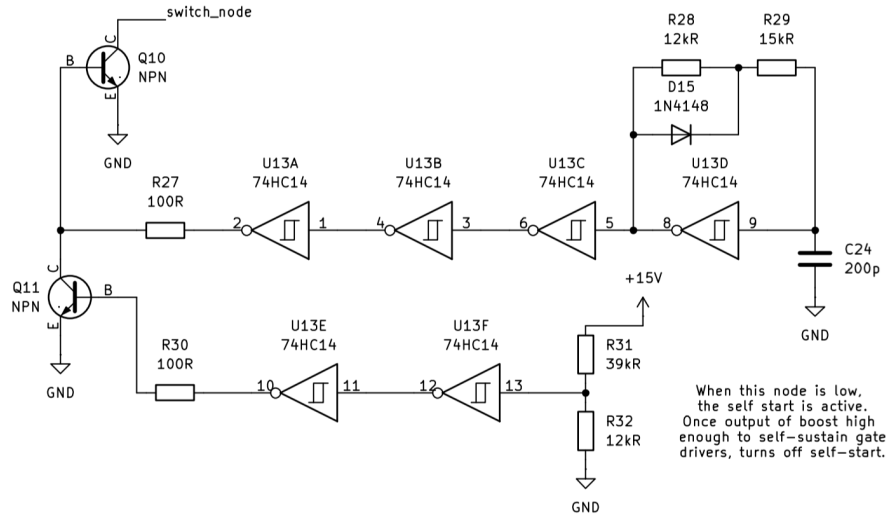 switch_node
C
B
E
Q10
NPN
GND
R28
12kR
R29
15kR
D15
1N4148
U13A
74HC14
U13B
74HC14
U13C
74HC14
U13D
74HC14
R27
100R
2
1
4
3
6
5
8
9
C24
200p
GND
+15V
C
Q11
NPN
B
E
GND
R30
100R
U13E
74HC14
U13F
74HC14
10
11
12
13
R31
39kR
R32
12kR
GND
When this node is low,
the self start is active.
Once output of boost high
enough to self-sustain gate
drivers, turns off self-start.